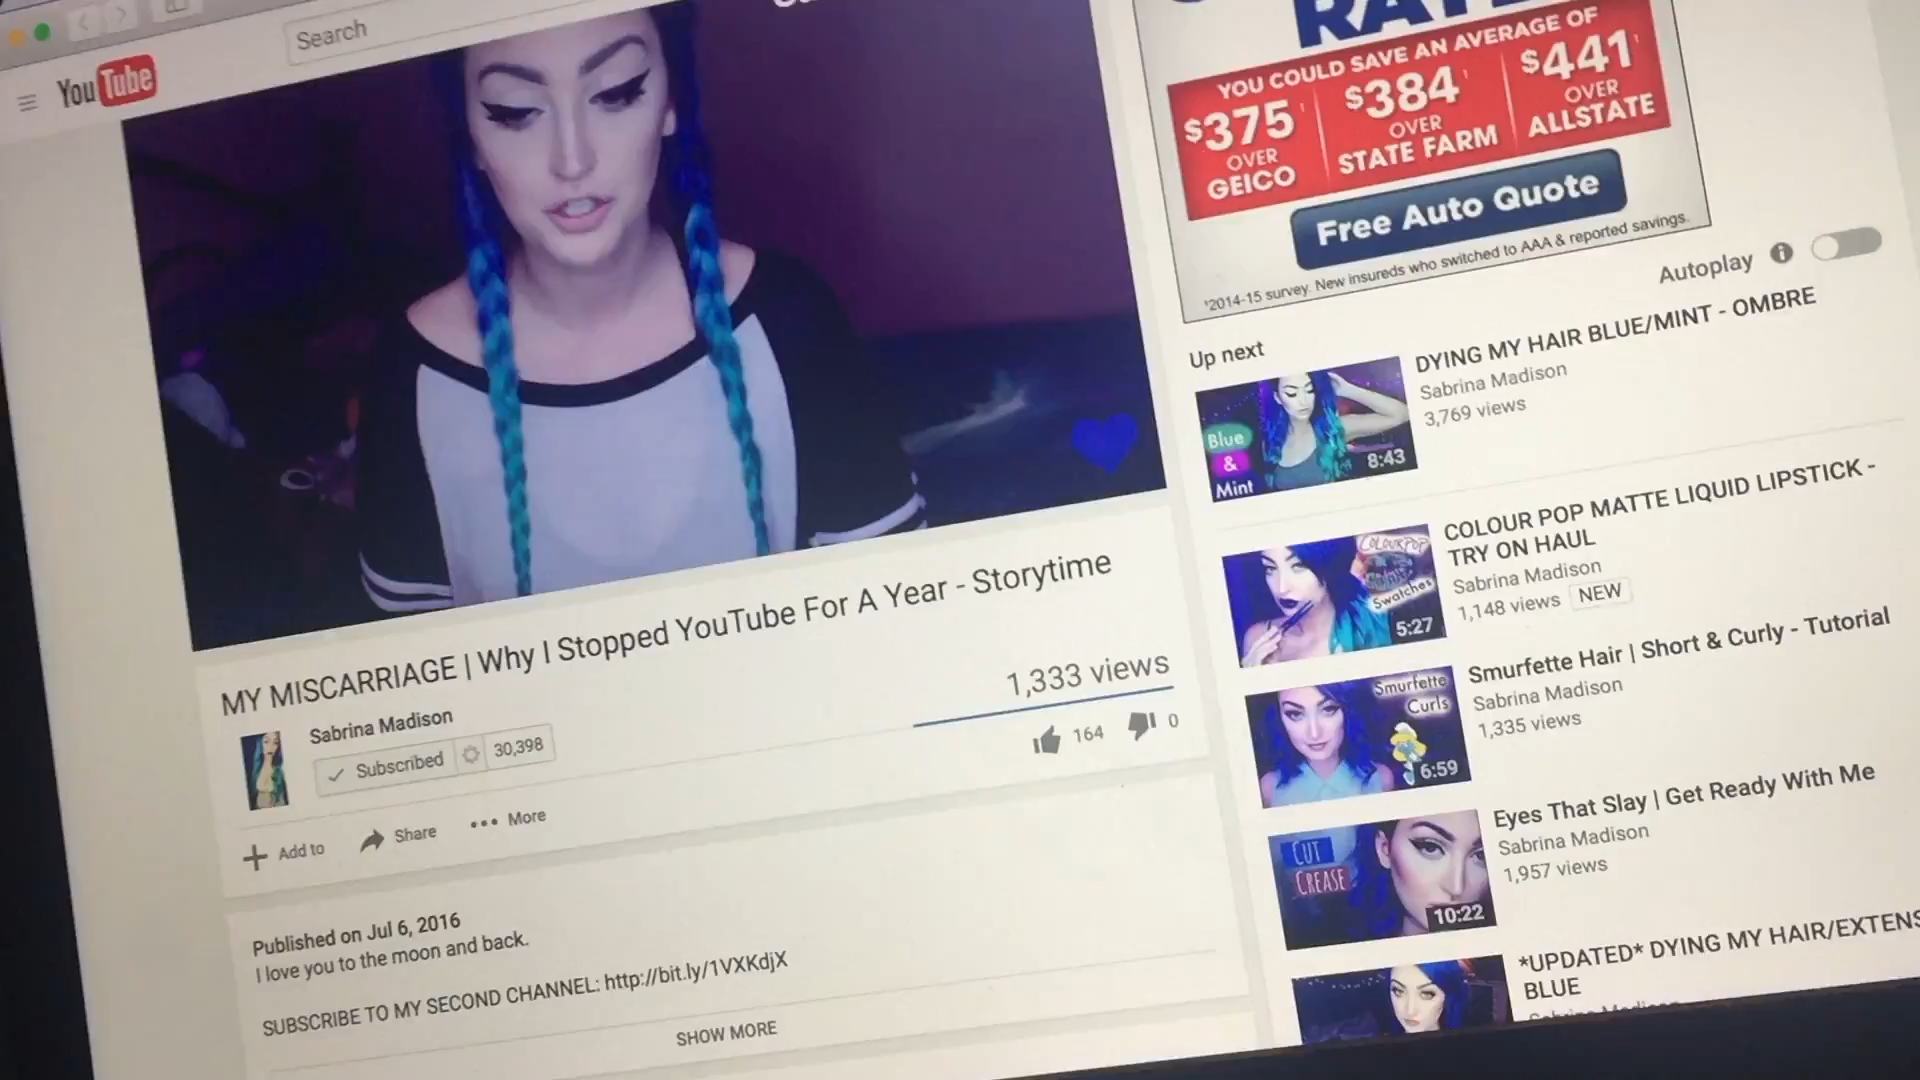 YouTube
Search
MY MISCARRIAGE | Why I Stopped YouTube For A Year - Storytime
Sabrina Madison
Subscribed 30,398
1,333 views
164 0
Add to Share More
Published on Jul 6, 2016
I love you to the moon and back.
SUBSCRIBE TO MY SECOND CHANNEL: http://bit.ly/1VXKdjX
SHOW MORE
YOU COULD SAVE AN AVERAGE OF
$375 OVER GEICO
$384 OVER STATE FARM
$441 OVER ALLSTATE
Free Auto Quote
¹2014-15 survey. New insureds who switched to AAA & reported savings.
Autoplay
Up next
Blue
&
Mint
8:43
DYING MY HAIR BLUE/MINT - OMBRE
Sabrina Madison
3,769 views
COLOURPOP
Swatches
5:27
COLOUR POP MATTE LIQUID LIPSTICK -
TRY ON HAUL
Sabrina Madison
1,148 views NEW
Smurfette
Curls
6:59
Smurfette Hair | Short & Curly - Tutorial
Sabrina Madison
1,335 views
CUT
CREASE
10:22
Eyes That Slay | Get Ready With Me
Sabrina Madison
1,957 views
*UPDATED* DYING MY HAIR/EXTENS
BLUE